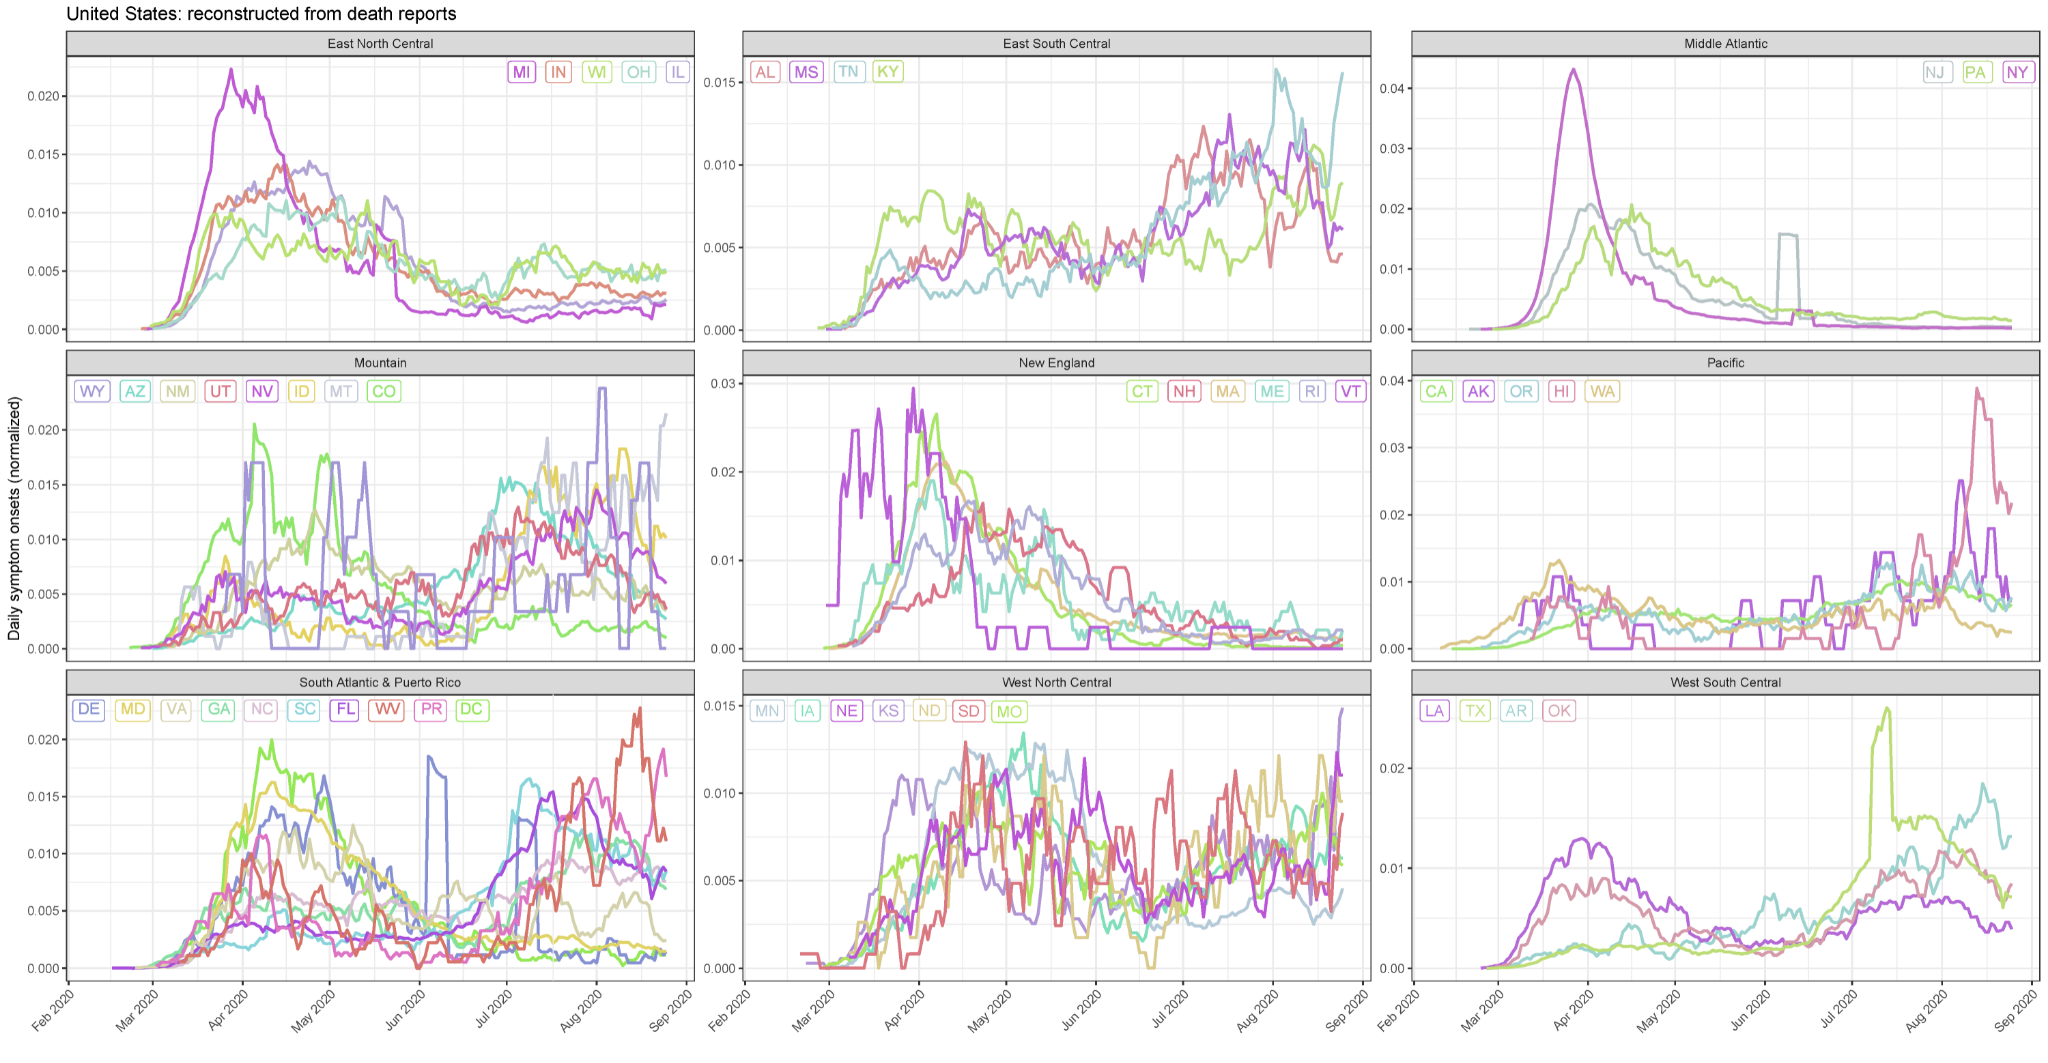 United States: reconstructed from death reports
Daily symptom onsets (normalized)
East North Central
MI IN WI OH IL
0.020
0.015
0.010
0.005
0.000
East South Central
AL MS TN KY
0.015
0.010
0.005
0.000
Middle Atlantic
NJ PA NY
0.04
0.03
0.02
0.01
0.00
Mountain
WY AZ NM UT NV ID MT CO
0.020
0.015
0.010
0.005
0.000
New England
CT NH MA ME RI VT
0.03
0.02
0.01
0.00
Pacific
CA AK OR HI WA
0.04
0.03
0.02
0.01
0.00
South Atlantic & Puerto Rico
DE MD VA GA NC SC FL WV PR DC
0.020
0.015
0.010
0.005
0.000
Feb 2020 Mar 2020 Apr 2020 May 2020 Jun 2020 Jul 2020 Aug 2020 Sep 2020
West North Central
MN IA NE KS ND SD MO
0.015
0.010
0.005
0.000
Feb 2020 Mar 2020 Apr 2020 May 2020 Jun 2020 Jul 2020 Aug 2020 Sep 2020
West South Central
LA TX AR OK
0.02
0.01
0.00
Feb 2020 Mar 2020 Apr 2020 May 2020 Jun 2020 Jul 2020 Aug 2020 Sep 2020